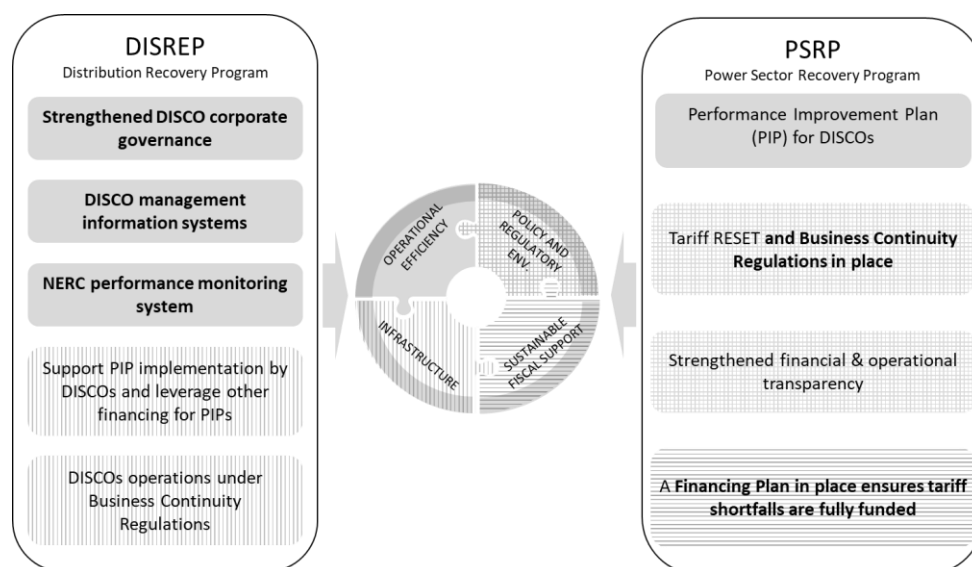 DISREP
Distribution Recovery Program
Strengthened DISCO corporate
governance
DISCO management
information systems
NERC performance monitoring
system
Support PIP implementation by
DISCOs and leverage other
financing for PIPs
DISCOs operations under
Business Continuity
Regulations
OPERATIONAL
EFFICIENCY
POLICY AND
REGULATORY
ENV.
INFRASTRUCTURE
SUSTAINABLE
FISCAL SUPPORT
PSRP
Power Sector Recovery Program
Performance Improvement Plan
(PIP) for DISCOs
Tariff RESET and Business Continuity
Regulations in place
Strengthened financial & operational
transparency
A Financing Plan in place ensures tariff
shortfalls are fully funded